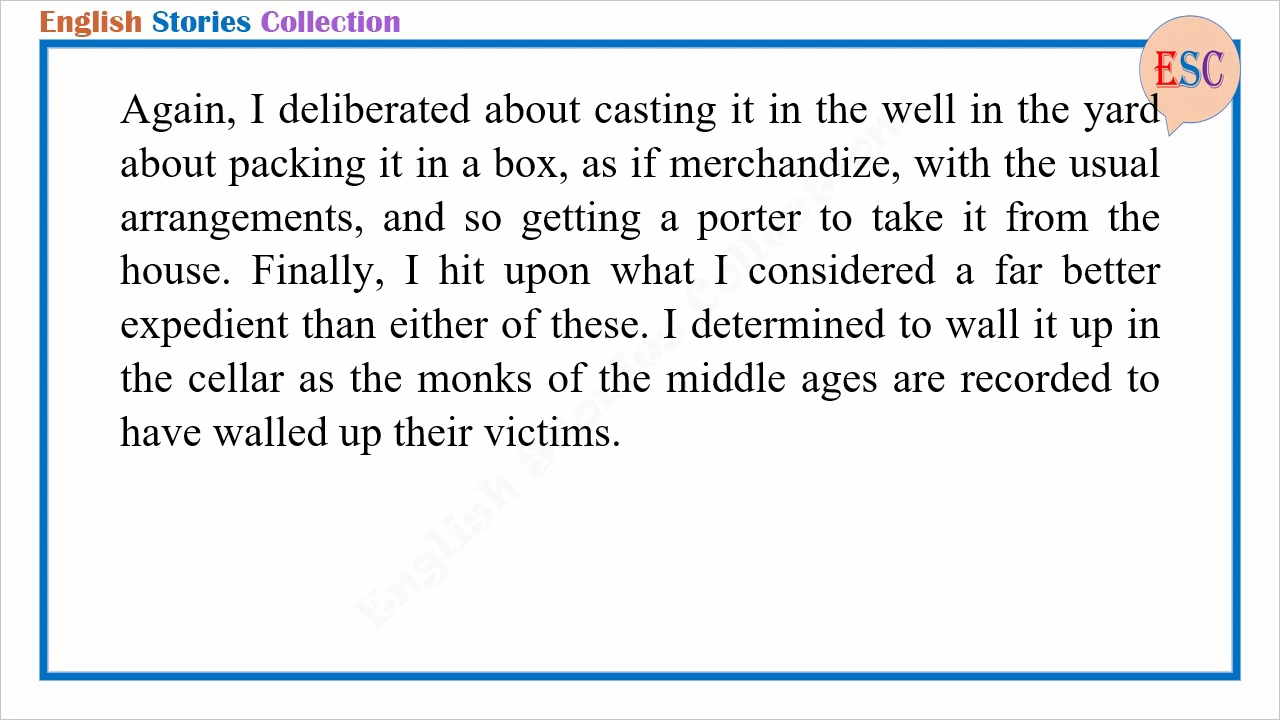 English Stories Collection
ESC
Again, I deliberated about casting it in the well in the yard
about packing it in a box, as if merchandize, with the usual
arrangements, and so getting a porter to take it from the
house. Finally, I hit upon what I considered a far better
expedient than either of these. I determined to wall it up in
the cellar as the monks of the middle ages are recorded to
have walled up their victims.
English Stories Collection